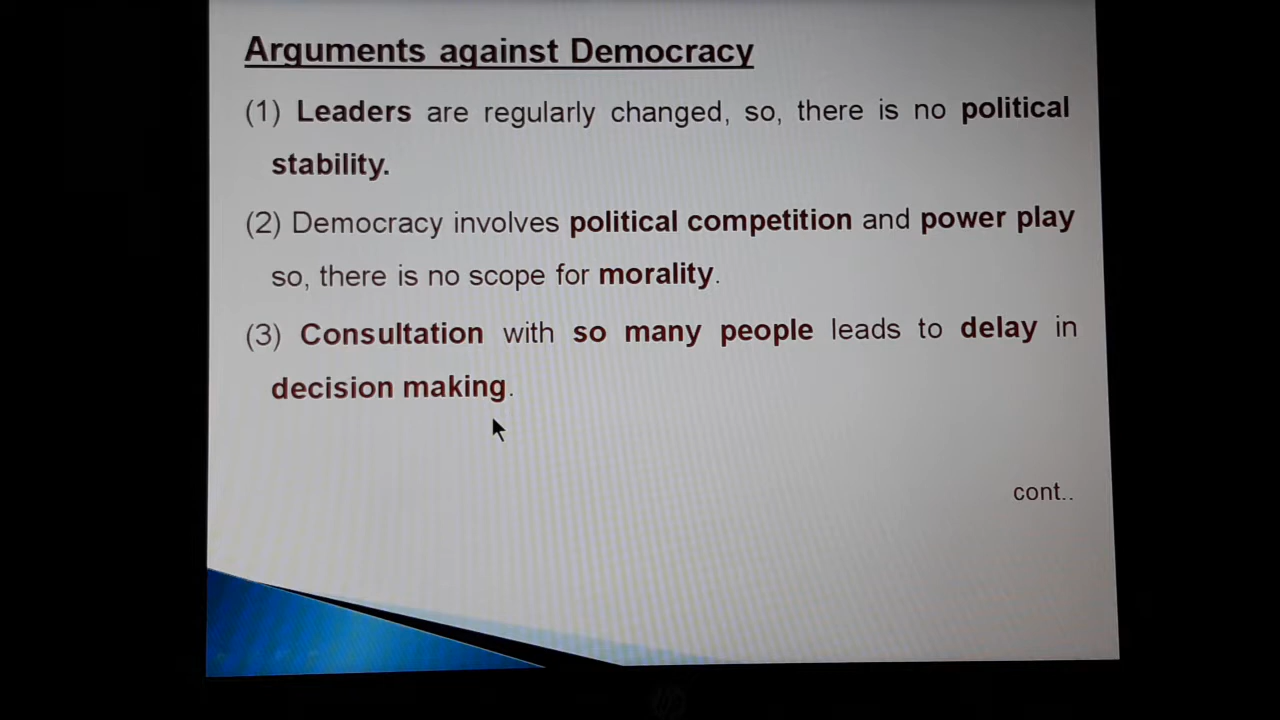 Arguments against Democracy
(1) Leaders are regularly changed, so, there is no political
stability.
(2) Democracy involves political competition and power play
so, there is no scope for morality.
(3) Consultation with so many people leads to delay in
decision making.
cont..
hp